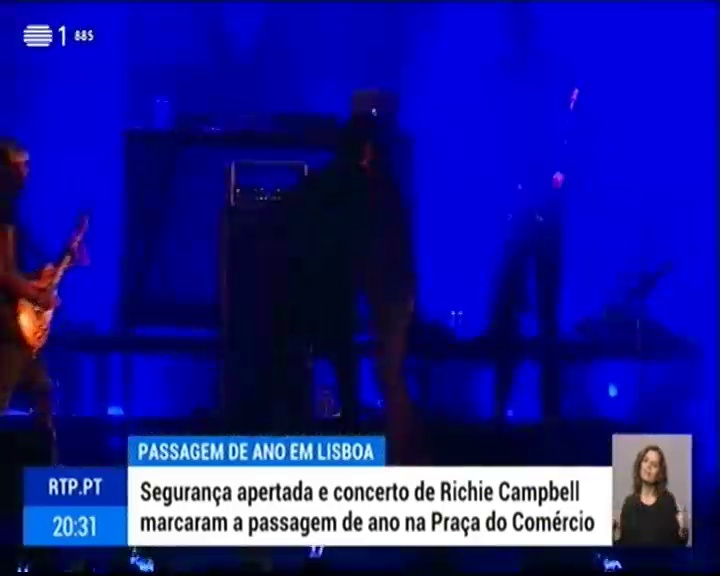 1 885
PASSAGEM DE ANO EM LISBOA
RTP.PT
Segurança apertada e concerto de Richie Campbell
20:31
marcaram a passagem de ano na Praça do Comércio